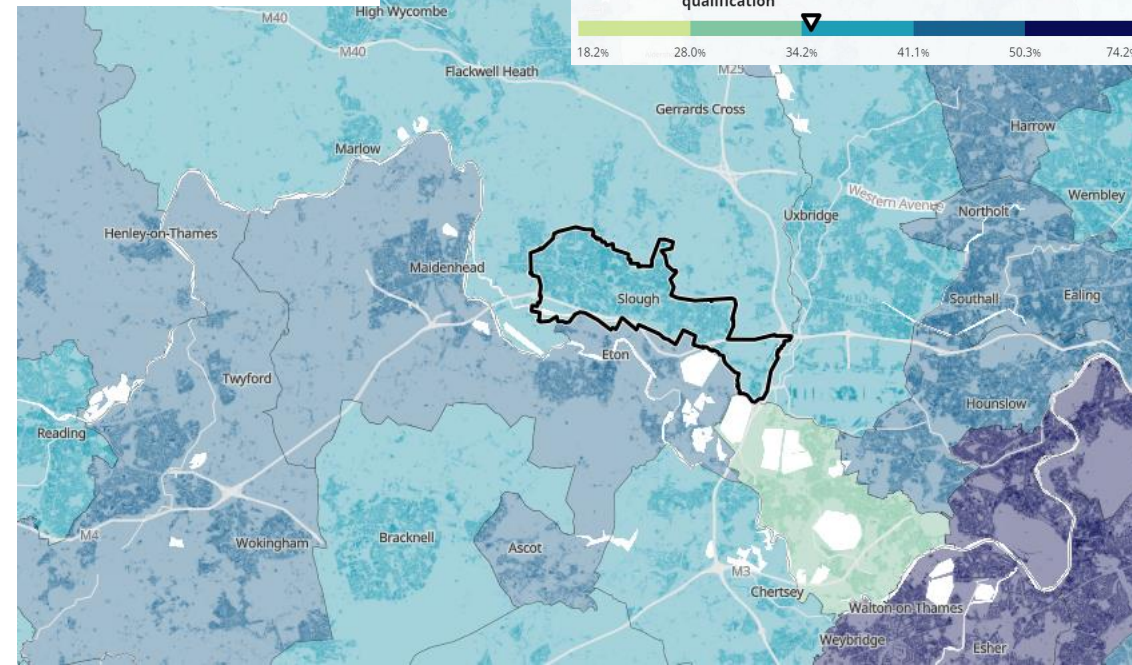 qualification
18.2%
28.0%
34.2%
41.1%
50.3%
74.2%
High Wycombe
M40
M40
Flackwell Heath
M25
Gerrards Cross
Harrow
Marlow
Western Avenue
Wembley
Uxbridge
Northolt
Henley-on-Thames
Maidenhead
Slough
Southall
Ealing
Eton
Twyford
Hounslow
Reading
M4
Wokingham
Bracknell
Ascot
M3
Chertsey
Walton-on-Thames
Weybridge
Esher